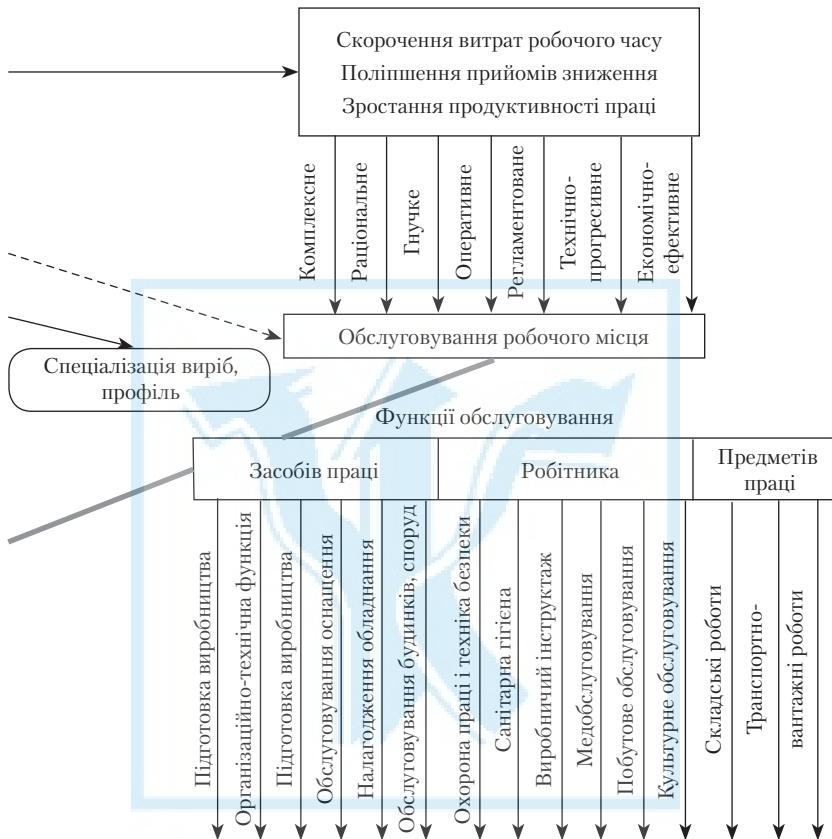 Скорочення витрат робочого часу
Поліпшення прийомів зниження
Зростання продуктивності праці
Комплексне
Раціональне
Гнучке
Оперативне
Регламентоване
Технічно-
прогресивне
Економічно-
ефективне
Обслуговування робочого місця
Спеціалізація виріб,
профіль
Функції обслуговування
Засобів праці
Робітника
Предметів
праці
Підготовка виробництва
Організаційно-технічна функція
Підготовка виробництва
Обслуговування оснащення
Налагодження обладнання
Обслуговування будинків, споруд
Охорона праці і техніка безпеки
Санітарна гігієна
Виробничий інструктаж
Медобслуговування
Побутове обслуговування
Культурне обслуговування
Складські роботи
Транспортно-
вантажні роботи